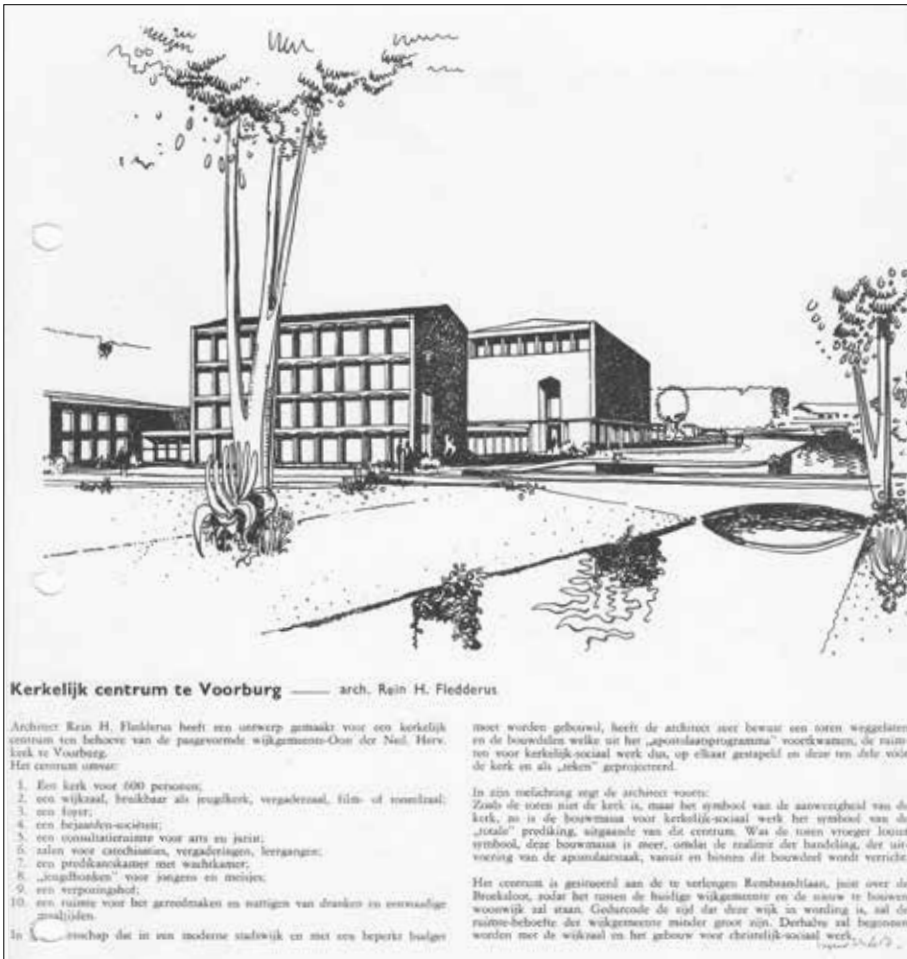 Kerkelijk centrum te Voorburg —— arch. Rein H. Fledderus
Architect Rein H. Fledderus heeft een ontwerp gemaakt voor een kerkelijk
centrum ten behoeve van de pasgevormde wijkgemeente-Oost der Ned. Herv.
kerk te Voorburg.
Het centrum omvat:
1. Een kerk voor 600 personen;
2. een wijkzaal, bruikbaar als jeugdkerk, vergaderzaal, film- of toneelzaal;
3. een foyer;
4. een bejaarden-sociëteit;
5. een consultatieruimte voor arts en jurist;
6. zalen voor catechisaties, vergaderingen, leergangen;
7. een predikantskamer met wachtkamer;
8. „jeugdhonken" voor jongens en meisjes;
9. een verpozingshof;
10. een ruimte voor het gereedmaken en nuttigen van dranken en eenvoudige
maaltijden.
In dat in een moderne stadswijk en met een beperkt budget
moet worden gebouwd, heeft de architect zeer bewust een toren weggelaten
en de bouwdelen welke uit het „apostolaatsprogramma" voortkwamen, de ruim-
ten voor kerkelijk-sociaal werk dus, op elkaar gestapeld en deze ten dele vóór
de kerk en als „teken" geprojecteerd.
In zijn toelichting zegt de architect voorts:
Zoals de toren niet de kerk is, maar het symbool van de aanwezigheid van de
kerk, zo is de bouwmassa voor kerkelijk-sociaal werk het symbool van de
„totale" prediking, uitgaande van dit centrum. Was de toren vroeger louter
symbool, deze bouwmassa is meer, omdat de realiteit der handeling, der uit-
voering van de apostolaatstaak, vanuit en binnen dit bouwdeel wordt verricht.
Het centrum is gesitueerd aan de te verlengen Rembrandtlaan, juist over de
Broeksloot, zodat het tussen de huidige wijkgemeente en de nieuw te bouwen
woonwijk zal staan. Gedurende de tijd dat deze wijk in wording is, zal de
ruimte-behoefte der wijkgemeente minder groot zijn. Derhalve zal begonnen
worden met de wijkzaal en het gebouw voor christelijk-sociaal werk.